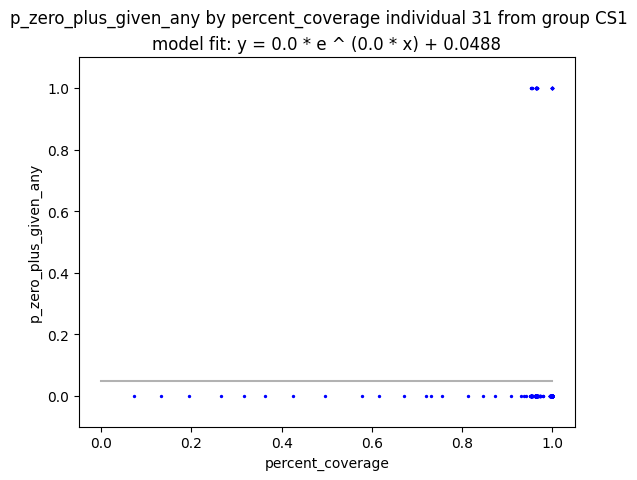 p_zero_plus_given_any by percent_coverage individual 31 from group CS1
model fit: y = 0.0 * e ^ (0.0 * x) + 0.0488
1.0
0.8
0.6
0.4
0.2
0.0
p_zero_plus_given_any
0.0 0.2 0.4 0.6 0.8 1.0
percent_coverage